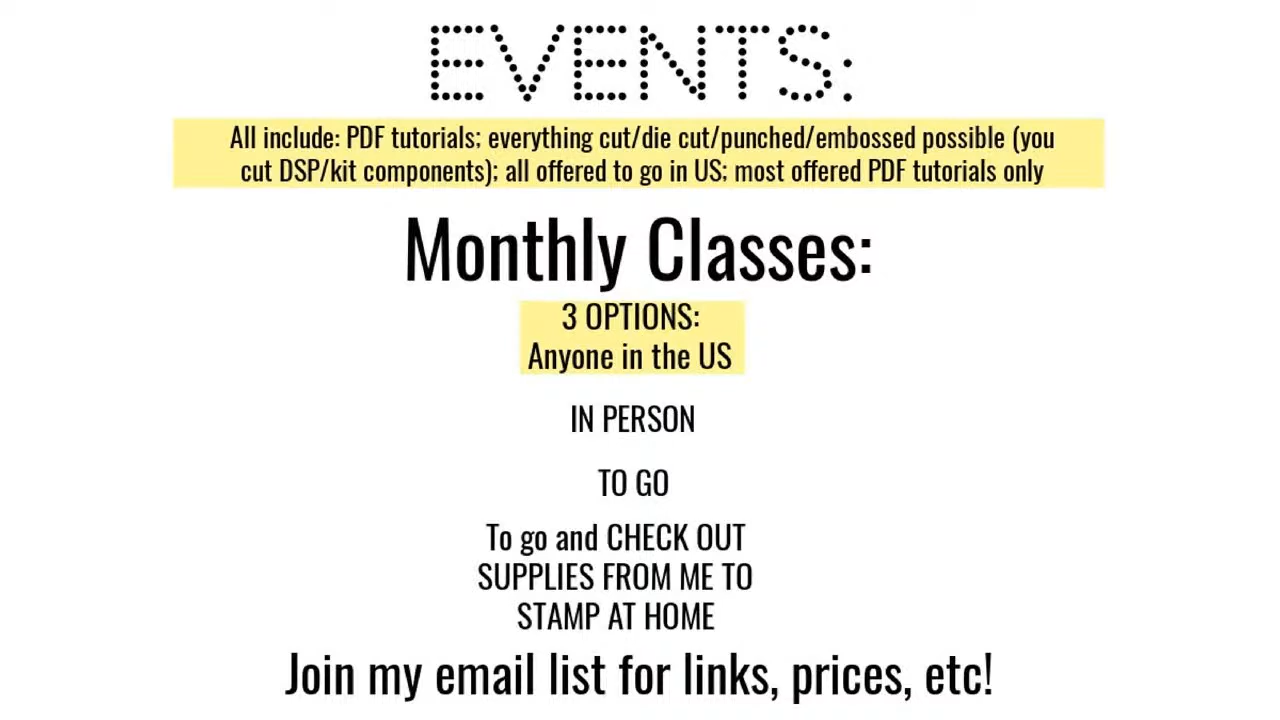 EVENTS:
All include: PDF tutorials; everything cut/die cut/punched/embossed possible (you
cut DSP/kit components); all offered to go in US; most offered PDF tutorials only
Monthly Classes:
3 OPTIONS:
Anyone in the US
IN PERSON
TO GO
To go and CHECK OUT
SUPPLIES FROM ME TO
STAMP AT HOME
Join my email list for links, prices, etc!